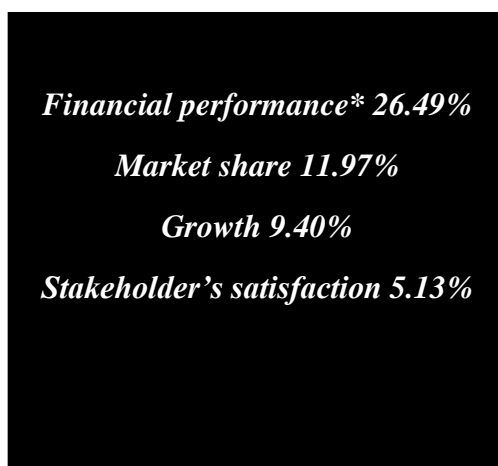 Financial performance* 26.49%
Market share 11.97%
Growth 9.40%
Stakeholder’s satisfaction 5.13%